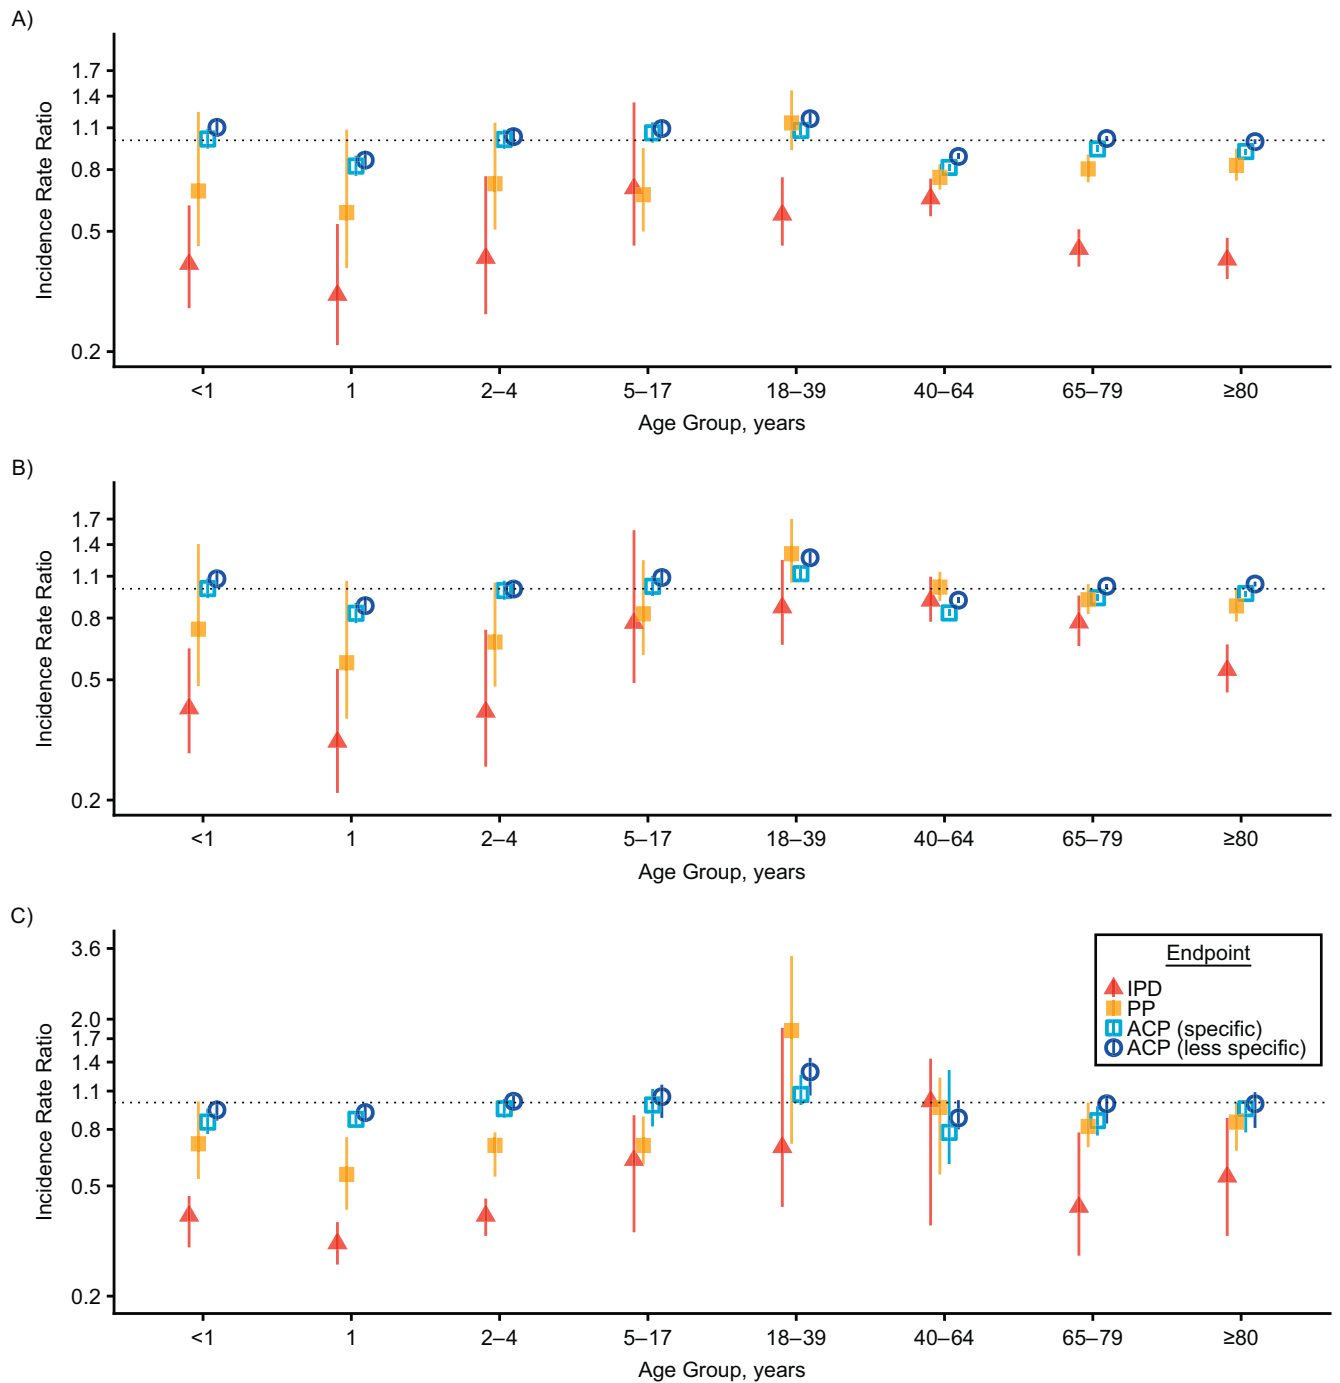 A)
Incidence Rate Ratio
1.7
1.4
1.1
0.8
0.5
0.2
<1 1 2–4 5–17 18–39 40–64 65–79 ≥80
Age Group, years
B)
Incidence Rate Ratio
1.7
1.4
1.1
0.8
0.5
0.2
<1 1 2–4 5–17 18–39 40–64 65–79 ≥80
Age Group, years
C)
Incidence Rate Ratio
3.6
2.0
1.7
1.4
1.1
0.8
0.5
0.2
Endpoint
IPD
PP
ACP (specific)
ACP (less specific)
<1 1 2–4 5–17 18–39 40–64 65–79 ≥80
Age Group, years